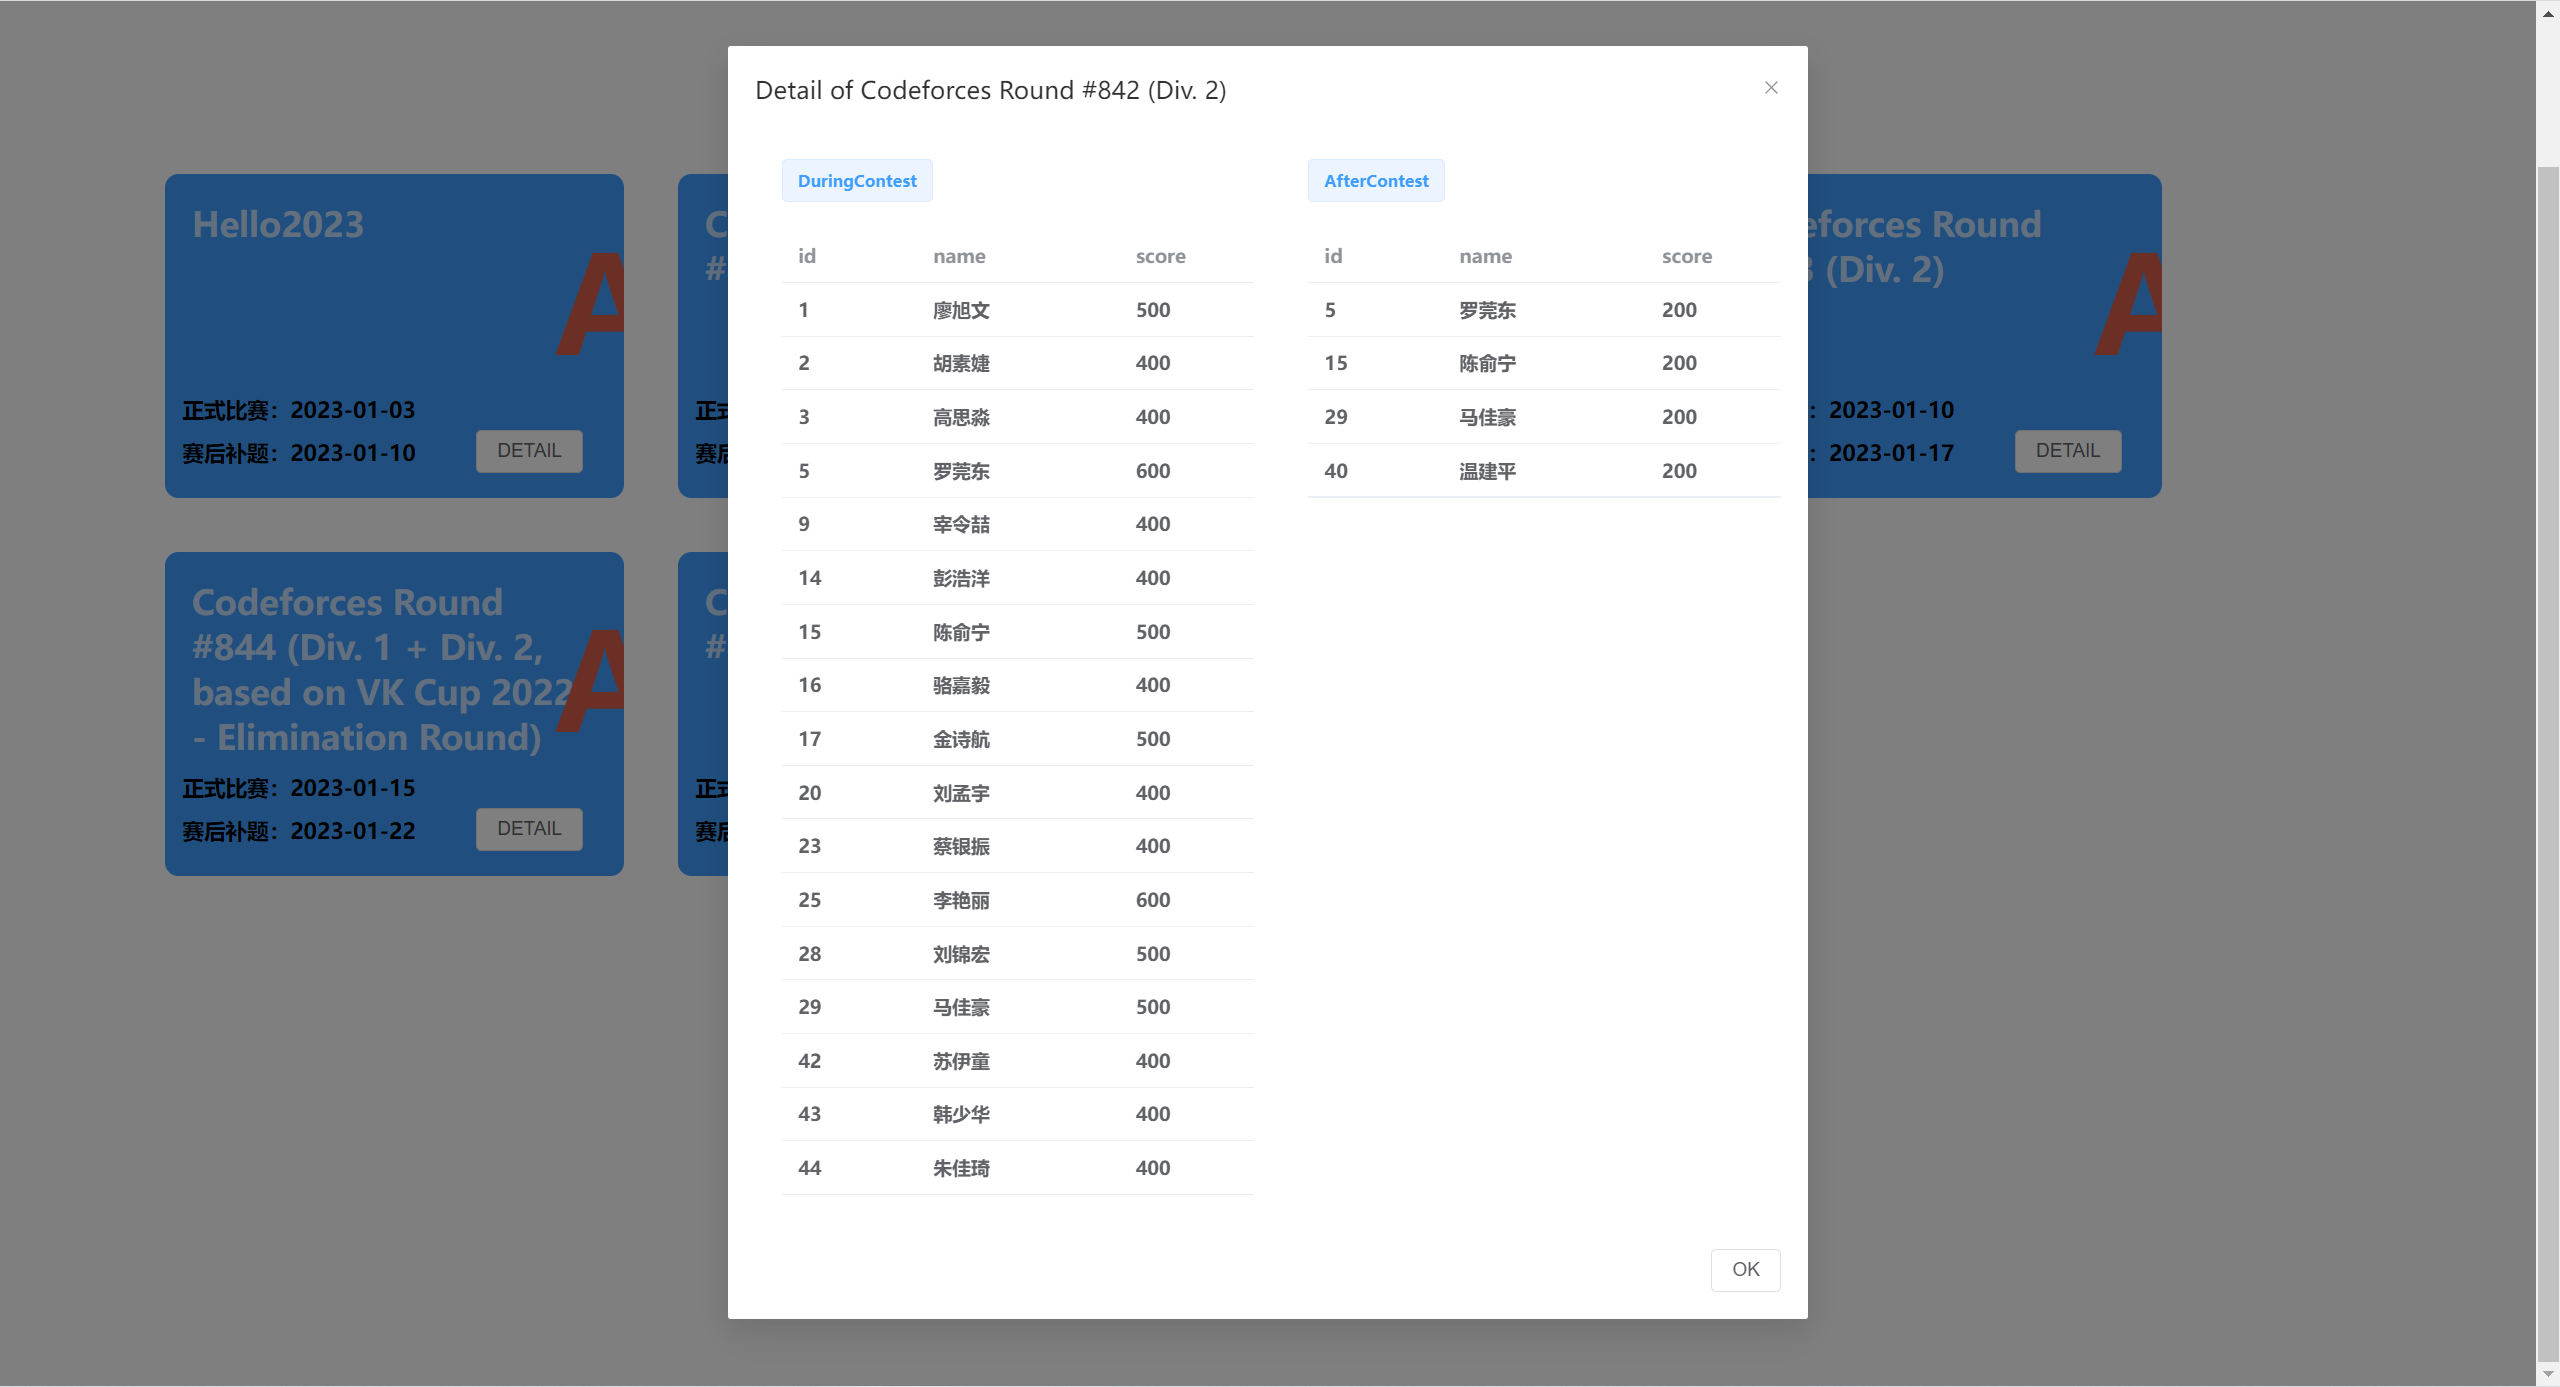 Detail of Codeforces Round #842 (Div. 2)
DuringContest
id name score
1 廖旭文 500
2 胡素婕 400
3 高思淼 400
5 罗莞东 600
9 宰令喆 400
14 彭浩洋 400
15 陈俞宁 500
16 骆嘉毅 400
17 金诗航 500
20 刘孟宇 400
23 蔡银振 400
25 李艳丽 600
28 刘锦宏 500
29 马佳豪 500
42 苏伊童 400
43 韩少华 400
44 朱佳琦 400
AfterContest
id name score
5 罗莞东 200
15 陈俞宁 200
29 马佳豪 200
40 温建平 200
OK
Hello2023
A
正式比赛：2023-01-03
赛后补题：2023-01-10
DETAIL
C
#
正式
赛后
eforces Round
(Div. 2)
A
：2023-01-10
：2023-01-17
DETAIL
Codeforces Round
#844 (Div. 1 + Div. 2,
based on VK Cup 2022
- Elimination Round)
A
正式比赛：2023-01-15
赛后补题：2023-01-22
DETAIL
C
#
正式
赛后